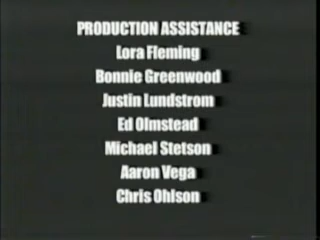 PRODUCTION ASSISTANCE
Lora Fleming
Bonnie Greenwood
Justin Lundstrom
Ed Olmstead
Michael Stetson
Aaron Vega
Chris Ohlson